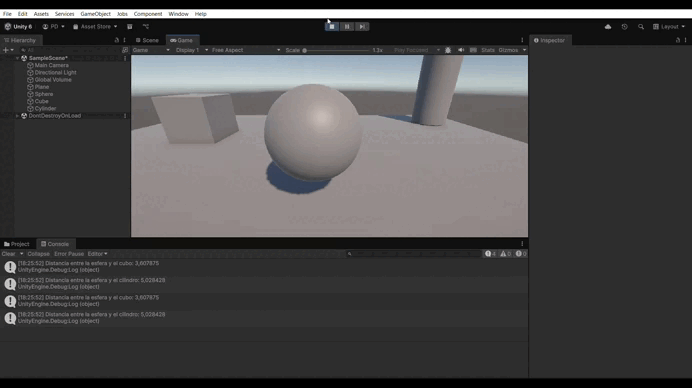 File Edit Assets Services GameObject Jobs Component Window Help
Unity 6 PD Asset Store Layout
Hierarchy
All
SampleScene*
Main Camera
Directional Light
Global Volume
Plane
Sphere
Cube
Cylinder
DontDestroyOnLoad
Scene Game
Game Display 1 Free Aspect Scale 1.3x Play Focused Stats Gizmos
Inspector
Project Console
Clear Collapse Error Pause Editor 4 0 0
[18:25:52] Distancia entre la esfera y el cubo: 3,607875
UnityEngine.Debug:Log (object)
[18:25:52] Distancia entre la esfera y el cilindro: 5,028428
UnityEngine.Debug:Log (object)
[18:25:52] Distancia entre la esfera y el cubo: 3,607875
UnityEngine.Debug:Log (object)
[18:25:52] Distancia entre la esfera y el cilindro: 5,028428
UnityEngine.Debug:Log (object)